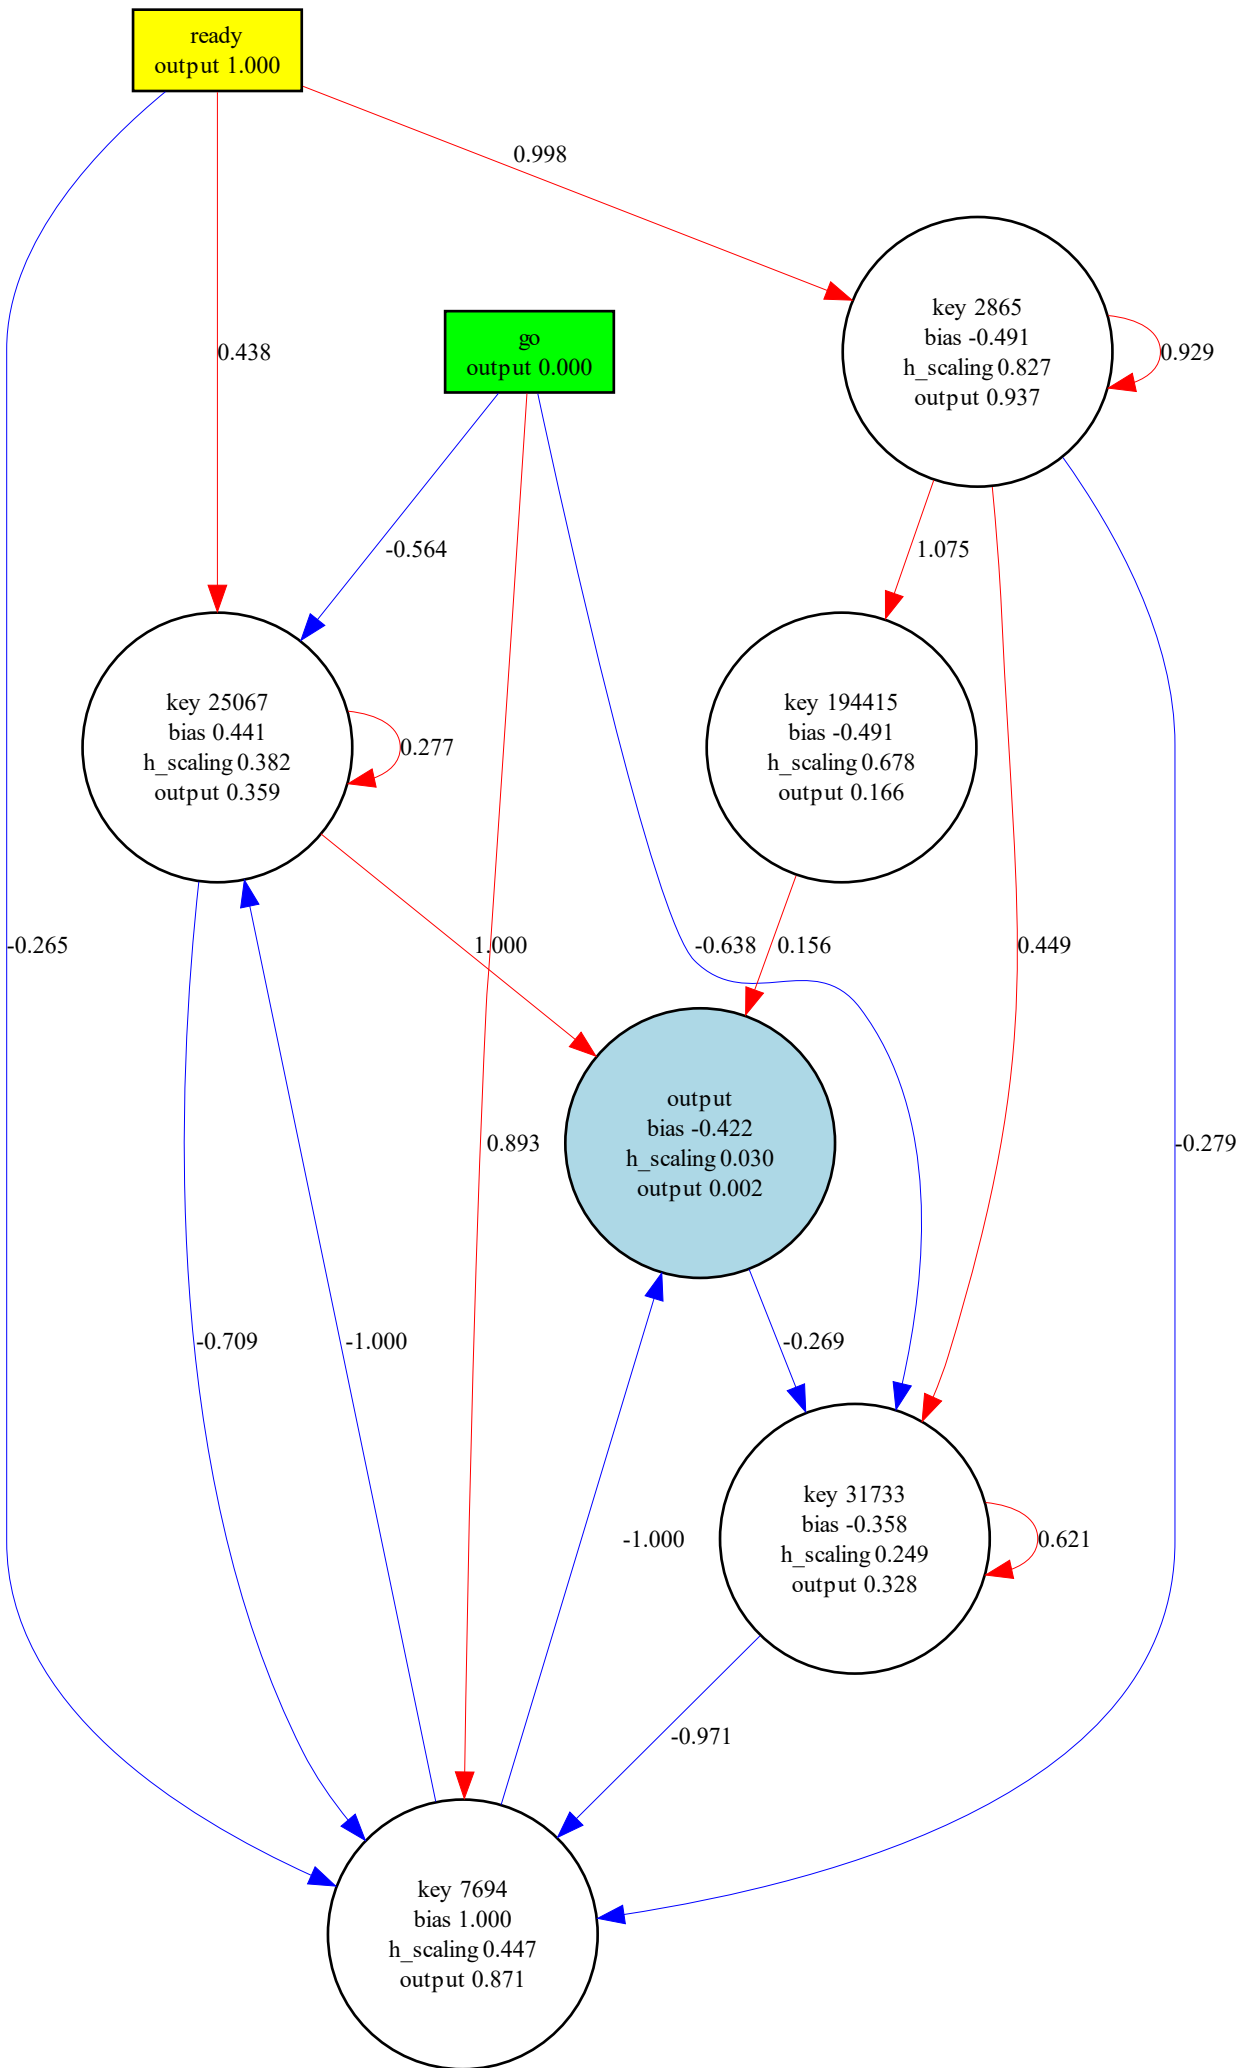 ready
output 1.000
0.998
go
output 0.000
key 2865
bias -0.491
h_scaling 0.827
output 0.937
0.929
0.438
-0.564
1.075
key 25067
bias 0.441
h_scaling 0.382
output 0.359
0.277
key 194415
bias -0.491
h_scaling 0.678
output 0.166
-0.265
1.000
-0.638
0.156
0.449
output
bias -0.422
h_scaling 0.030
output 0.002
0.893
-0.279
-0.709
-1.000
-0.269
-1.000
key 31733
bias -0.358
h_scaling 0.249
output 0.328
0.621
-0.971
key 7694
bias 1.000
h_scaling 0.447
output 0.871